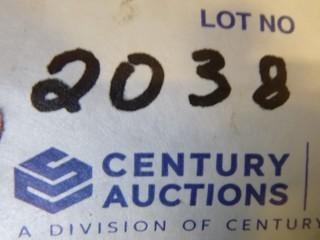 LOT NO
2038
CENTURY
AUCTIONS
A DIVISION OF CENTURY